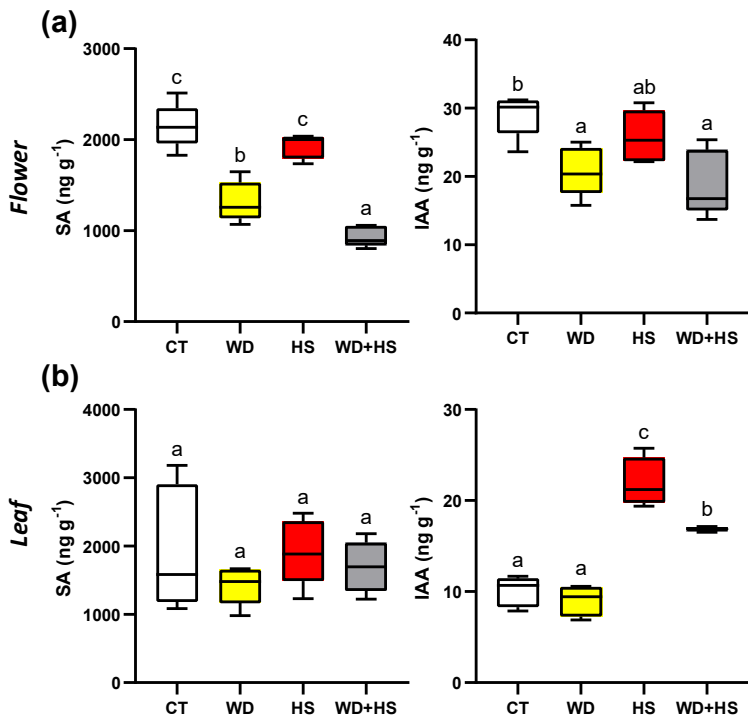 (a)
Flower
SA (ng g-1)
3000
2000
1000
0
c
b
c
a
CT WD HS WD+HS
IAA (ng g-1)
40
30
20
10
0
b
a
ab
a
CT WD HS WD+HS
(b)
Leaf
SA (ng g-1)
4000
3000
2000
1000
0
a
a
a
a
CT WD HS WD+HS
IAA (ng g-1)
30
20
10
0
a
a
c
b
CT WD HS WD+HS